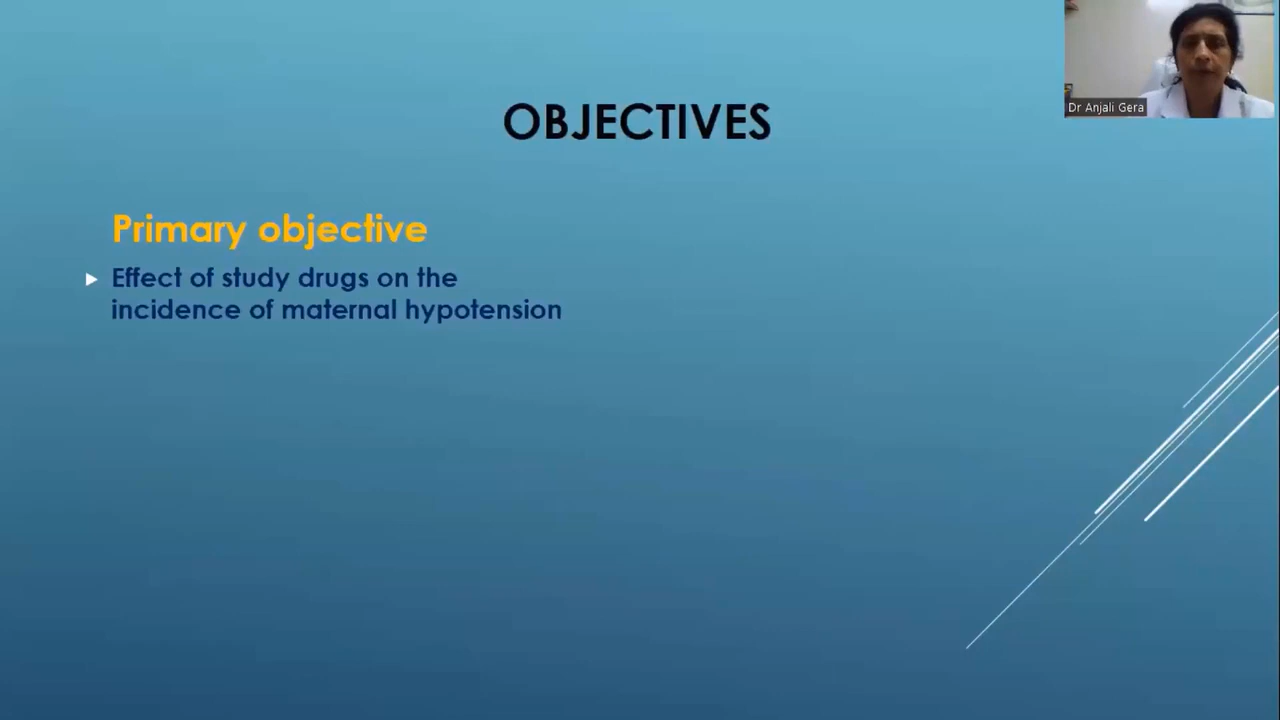 Dr Anjali Gera
OBJECTIVES
Primary objective
Effect of study drugs on the
incidence of maternal hypotension